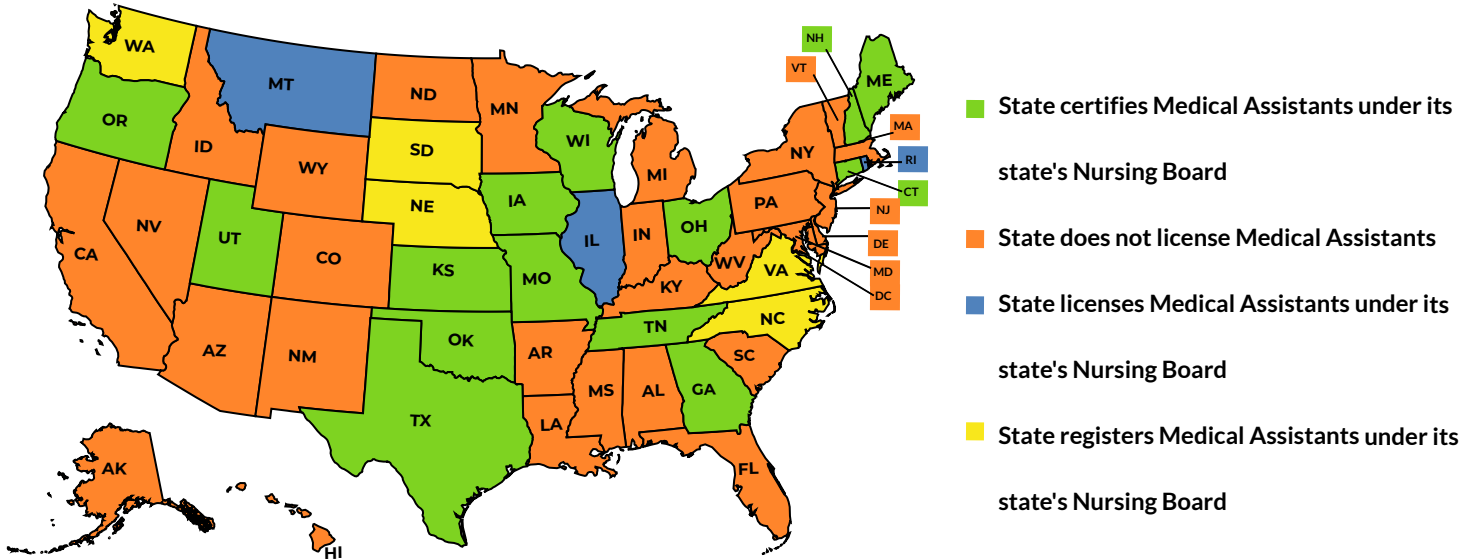 WA
MT
ND
MN
OR
ID
WY
SD
WI
MI
NY
ME
NH
VT
MA
RI
CT
NJ
DE
MD
DC
NV
UT
CO
NE
IA
IL
IN
OH
PA
CA
KS
MO
KY
WV
VA
AZ
NM
OK
AR
TN
NC
TX
LA
MS
AL
GA
SC
FL
AK
HI
State certifies Medical Assistants under its
state's Nursing Board
State does not license Medical Assistants
State licenses Medical Assistants under its
state's Nursing Board
State registers Medical Assistants under its
state's Nursing Board